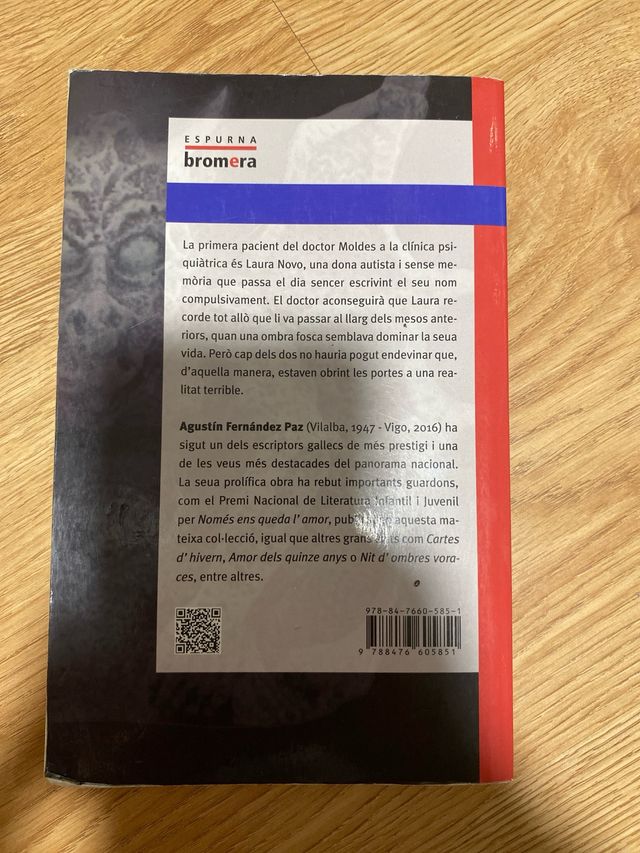 ESPURNA
bromera
La primera pacient del doctor Moldes a la clínica psi-
quiàtrica és Laura Novo, una dona autista i sense me-
mòria que passa el dia sencer escrivint el seu nom
compulsivament. El doctor aconseguirà que Laura re-
corde tot allò que li va passar al llarg dels mesos ante-
riors, quan una ombra fosca semblava dominar la seua
vida. Però cap dels dos no hauria pogut endevinar que,
d'aquella manera, estaven obrint les portes a una rea-
litat terrible.
Agustín Fernández Paz (Vilalba, 1947 - Vigo, 2016) ha
sigut un dels escriptors gallecs de més prestigi i una
de les veus més destacades del panorama nacional.
La seua prolífica obra ha rebut importants guardons,
com el Premi Nacional de Literatura Infantil i Juvenil
per Només ens queda l' amor, en aquesta ma-
teixa col·lecció, igual que altres grans com Cartes
d' hivern, Amor dels quinze anys o Nit d' ombres vora-
ces, entre altres.
978-84-7660-585-1
9 788476 605851